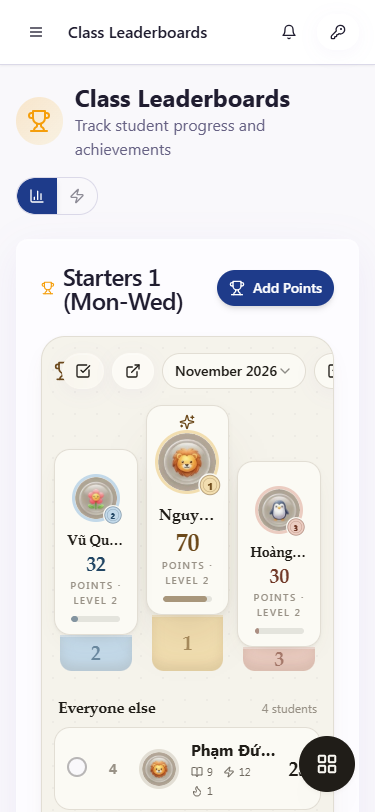 Class Leaderboards
Class Leaderboards
Track student progress and
achievements
Starters 1
(Mon-Wed)
Add Points
November 2026
2
Vũ Qu...
32
POINTS ·
LEVEL 2
2
1
Nguy...
70
POINTS ·
LEVEL 2
1
3
Hoàng...
30
POINTS ·
LEVEL 2
3
Everyone else
4 students
4
Phạm Đứ...
9
12
1